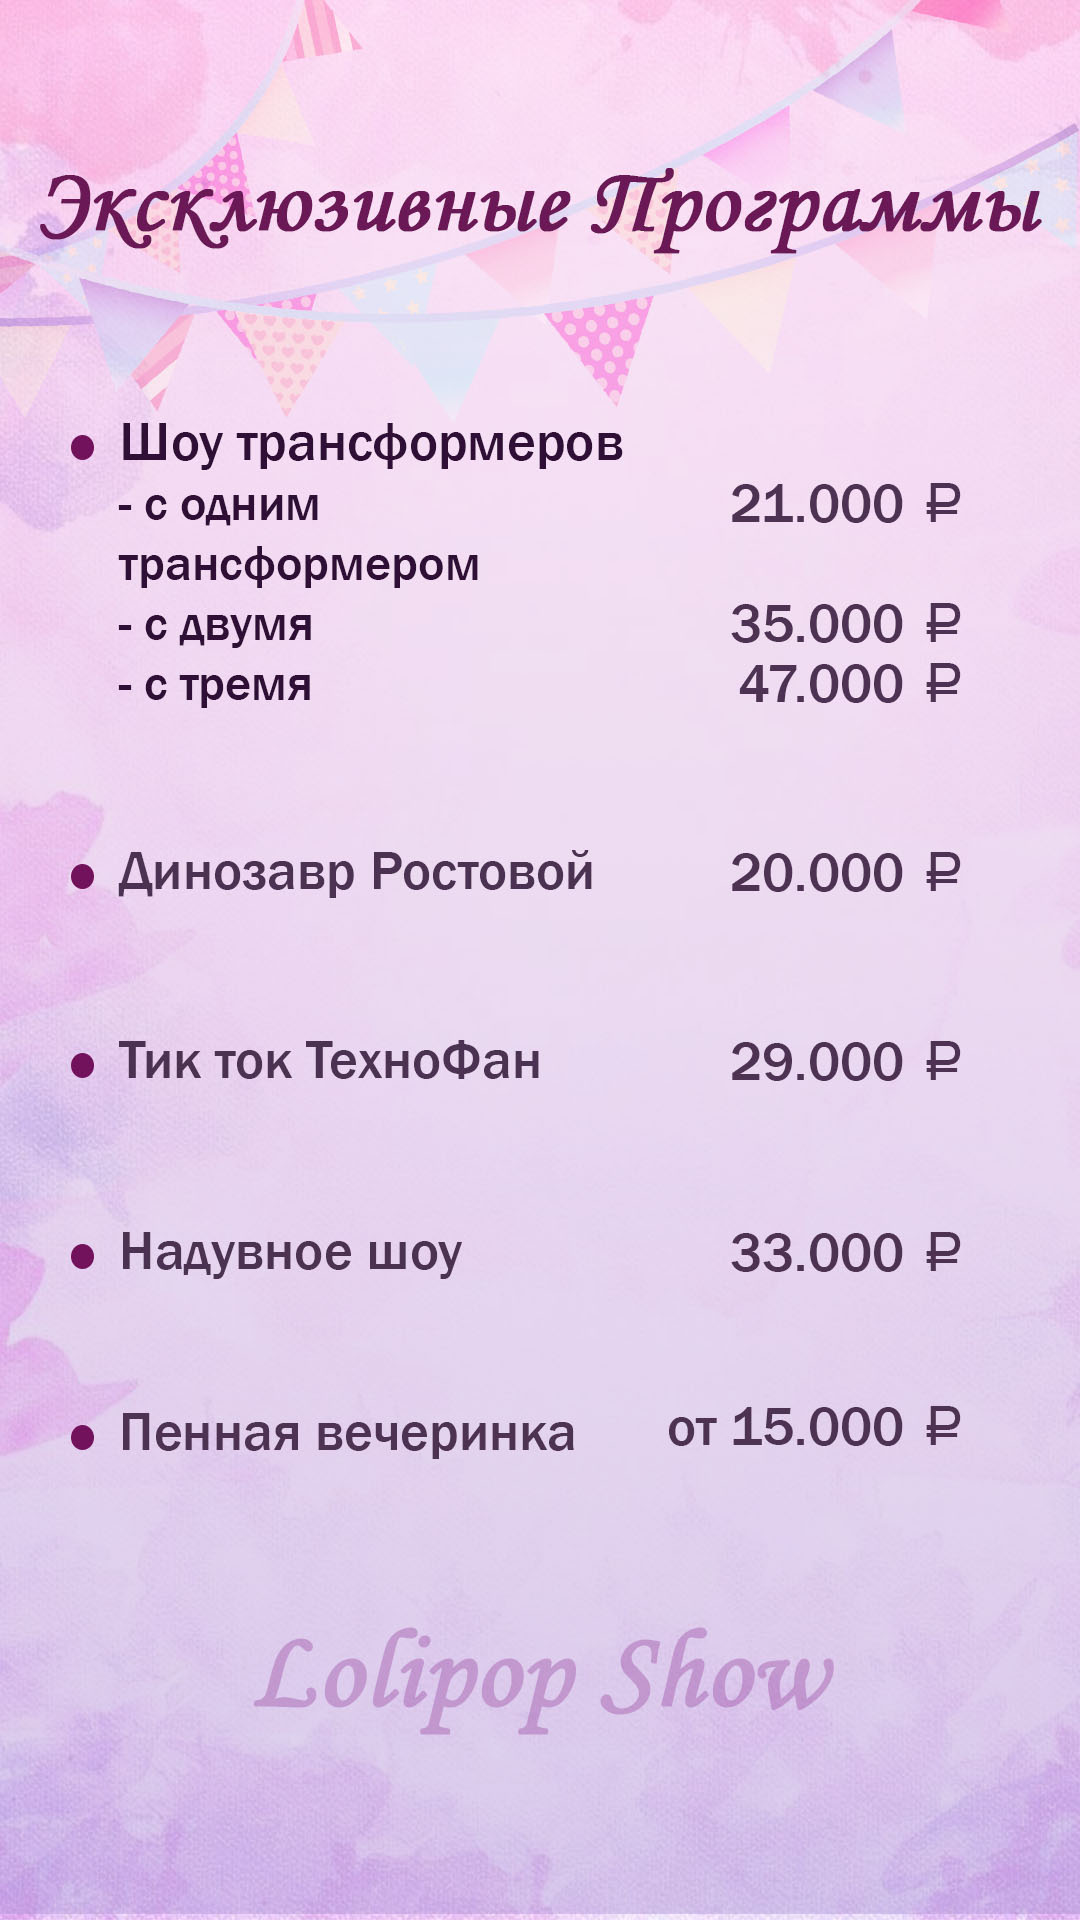 Эксклюзивные Программы
• Шоу трансформеров
- с одним 21.000 ₽
трансформером
- с двумя 35.000 ₽
- с тремя 47.000 ₽
• Динозавр Ростовой 20.000 ₽
• Тик ток ТехноФан 29.000 ₽
• Надувное шоу 33.000 ₽
• Пенная вечеринка от 15.000 ₽
Lolipop Show